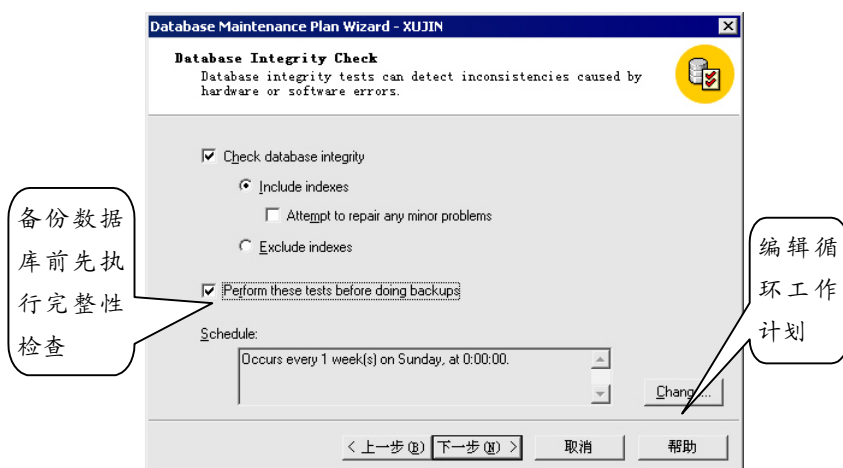 Database Maintenance Plan Wizard - XUJIN
Database Integrity Check
Database integrity tests can detect inconsistencies caused by
hardware or software errors.
Check database integrity
Include indexes
Attempt to repair any minor problems
Exclude indexes
Perform these tests before doing backups
Schedule:
Occurs every 1 week(s) on Sunday, at 0:00:00.
Chang...
< 上一步(B)
下一步(N) >
取消
帮助
备份数据
库前先执
行完整性
检查
编辑循
环工作
计划